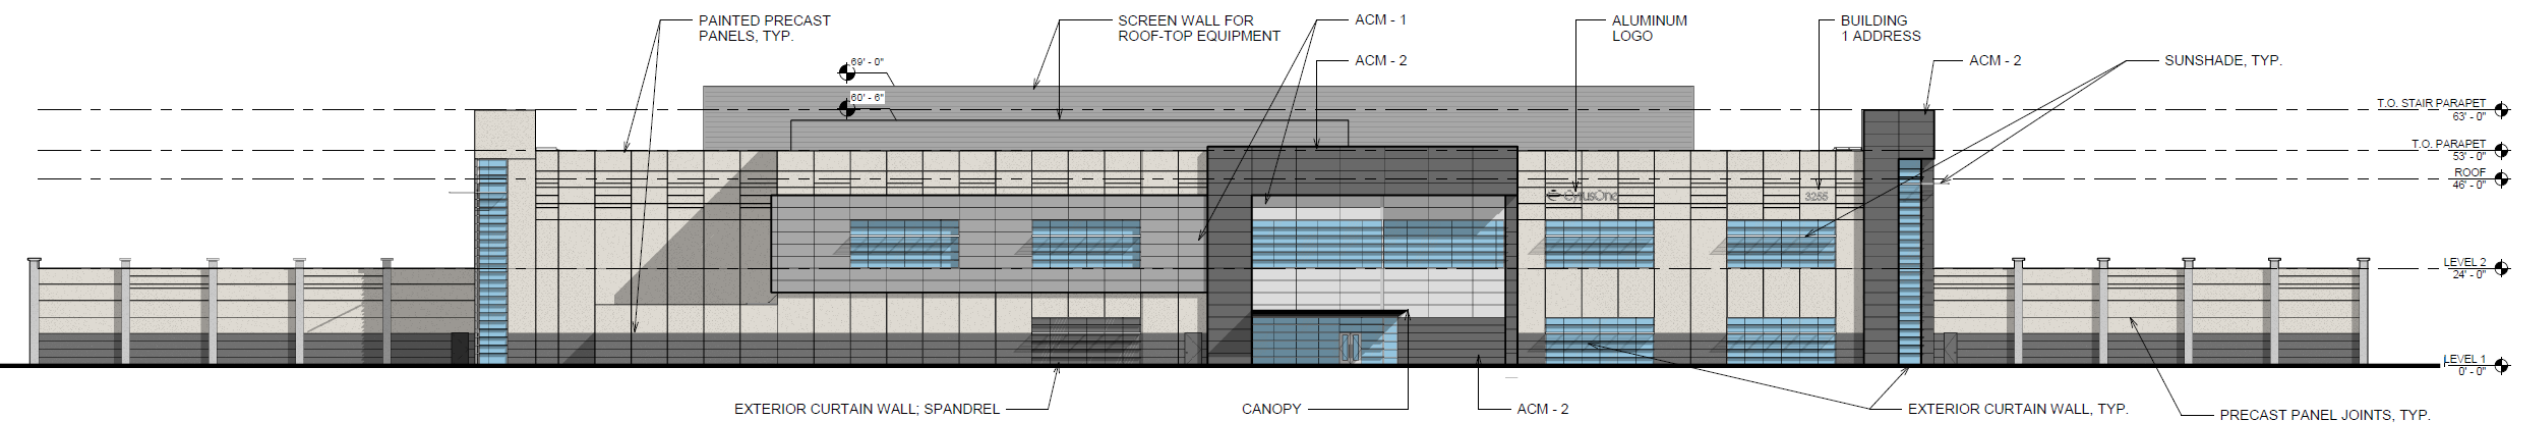 PAINTED PRECAST
PANELS, TYP.
SCREEN WALL FOR
ROOF-TOP EQUIPMENT
ACM - 1
ACM - 2
ALUMINUM
LOGO
BUILDING
1 ADDRESS
ACM - 2
SUNSHADE, TYP.
69' - 0"
60' - 6"
T.O. STAIR PARAPET
63' - 0"
T.O. PARAPET
53' - 0"
ROOF
46' - 0"
CyrusOne
3255
LEVEL 2
24' - 0"
LEVEL 1
0' - 0"
EXTERIOR CURTAIN WALL; SPANDREL
CANOPY
ACM - 2
EXTERIOR CURTAIN WALL, TYP.
PRECAST PANEL JOINTS, TYP.